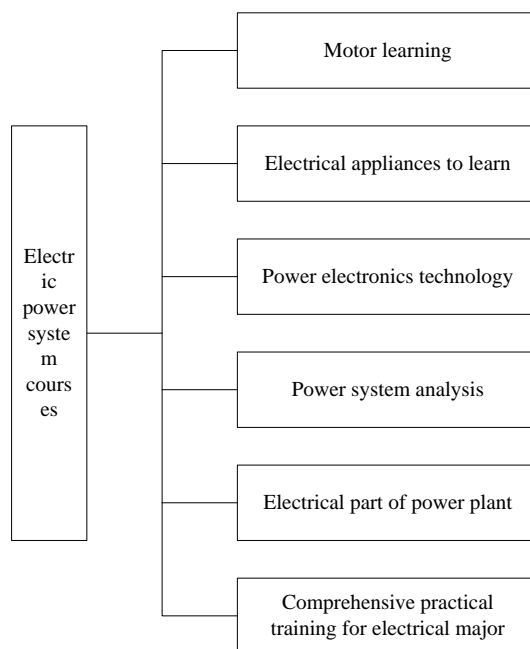 Motor learning
Electrical appliances to learn
Electr
ic
power
syste
m
cours
es
Power electronics technology
Power system analysis
Electrical part of power plant
Comprehensive practical
training for electrical major